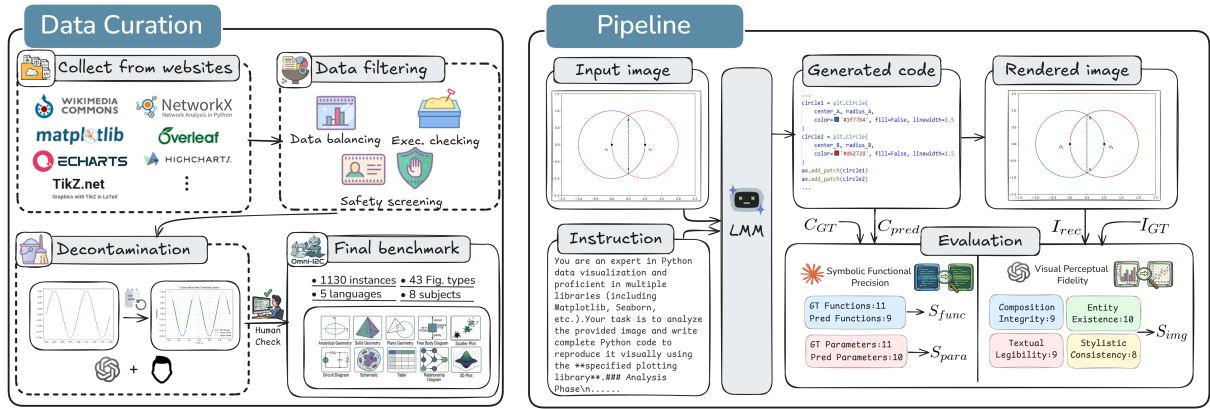 Data Curation
Collect from websites
WIKIMEDIA
COMMONS
NetworkX
Network Analysis in Python
matplotlib
Overleaf
ECHARTS
HIGHCHARTS
TikZ.net
Graphics with TikZ in LaTeX
Data filtering
Data balancing
Exec. checking
Safety screening
Decontamination
+
Human
Check
Omni-I2C
Final benchmark
• 1130 instances • 43 Fig. types
• 5 languages • 8 subjects
Analytical Geometry Solid Geometry Plane Geometry Free Body Diagram Scatter Plot
Circuit Diagram Schematic Table Relationship Diagram 3D Plot
Pipeline
Input image
Instruction
You are an expert in Python
data visualization and
proficient in multiple
libraries (including
Matplotlib, Seaborn,
etc.).Your task is to analyze
the provided image and write
complete Python code to
reproduce it visually using
the **specified plotting
library**.### Analysis
Phase\n......
LMM
Generated code
...
circle1 = plt.Circle(
center_A, radius_A,
color='#1f77b4', fill=False, linewidth=1.5
)
circle2 = plt.Circle(
center_B, radius_B,
color='#d62728', fill=False, linewidth=1.5
)
ax.add_patch(circle1)
ax.add_patch(circle2)
...
Rendered image
C_GT
C_pred
I_rec
I_GT
Evaluation
Symbolic Functional
Precision
GT Functions:11
Pred Functions:9
S_func
GT Parameters:11
Pred Parameters:10
S_para
Visual Perceptual
Fidelity
Composition
Integrity:9
Entity
Existence:10
Textual
Legibility:9
Stylistic
Consistency:8
S_img